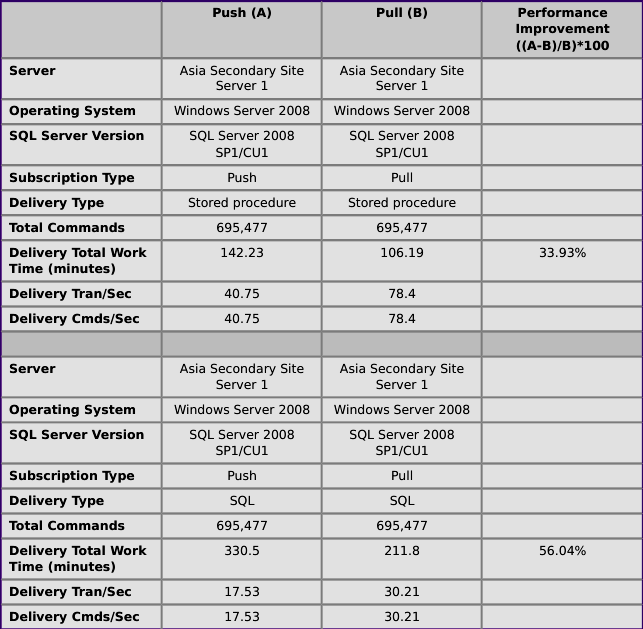 Push (A) Pull (B) Performance
Improvement
((A-B)/B)*100
Server Asia Secondary Site Asia Secondary Site
Server 1 Server 1
Operating System Windows Server 2008 Windows Server 2008
SQL Server Version SQL Server 2008 SQL Server 2008
SP1/CU1 SP1/CU1
Subscription Type Push Pull
Delivery Type Stored procedure Stored procedure
Total Commands 695,477 695,477
Delivery Total Work 142.23 106.19 33.93%
Time (minutes)
Delivery Tran/Sec 40.75 78.4
Delivery Cmds/Sec 40.75 78.4
Server Asia Secondary Site Asia Secondary Site
Server 1 Server 1
Operating System Windows Server 2008 Windows Server 2008
SQL Server Version SQL Server 2008 SQL Server 2008
SP1/CU1 SP1/CU1
Subscription Type Push Pull
Delivery Type SQL SQL
Total Commands 695,477 695,477
Delivery Total Work 330.5 211.8 56.04%
Time (minutes)
Delivery Tran/Sec 17.53 30.21
Delivery Cmds/Sec 17.53 30.21